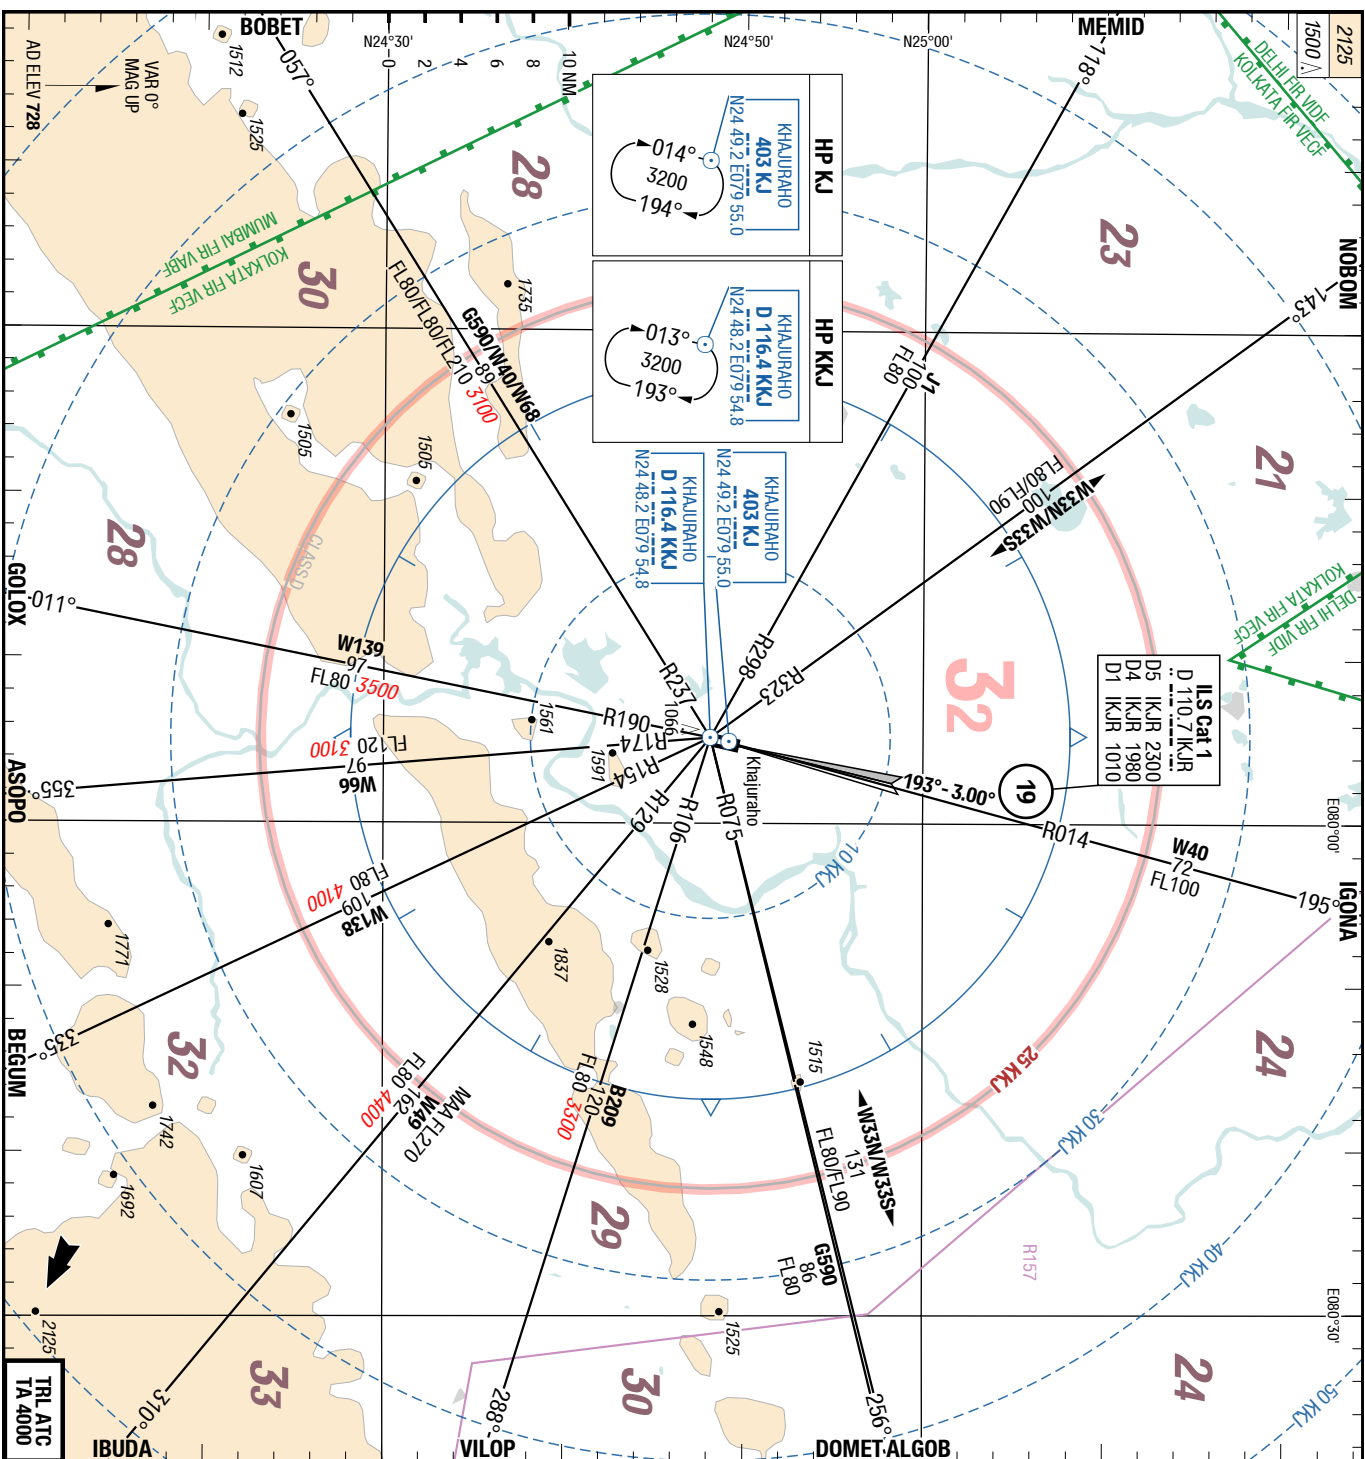 2125
1500
DELHI FIR VIDF
KOLKATA FIR VECF
BOBET
MEMID
NOBOM
IGONA
GOLOX
ASOPO
BEGUM
IBUDA
VILOP
DOMET ALGOB
N24°30'
N24°50'
N25°00'
E080°00'
E080°30'
0 2 4 6 8 10 NM
VAR 0°
MAG UP
AD ELEV 728
1512
1525
MUMBAI FIR VABF
KOLKATA FIR VECF
28
30
23
21
28
32
24
32
29
24
33
30
HP KJ
KHAJURAHO
403 KJ
N24 49.2 E079 55.0
014°
3200
194°
HP KKJ
KHAJURAHO
D 116.4 KKJ
N24 48.2 E079 54.8
013°
3200
193°
KHAJURAHO
403 KJ
N24 49.2 E079 55.0
KHAJURAHO
D 116.4 KKJ
N24 48.2 E079 54.8
057°
G590/W40/W68
89
FL80/FL80/FL210 3100
R237
118°
J1
100
FL80
R298
143°
W33N/W33S
100
FL80/FL90
R323
KOLKATA FIR VECF
DELHI FIR VIDF
ILS Cat 1
D 110.7 IKJR
D5 IKJR 2300
D4 IKJR 1980
D1 IKJR 1010
19
193° - 3.00°
R014
W40
72
FL100
195°
1735
1505
1505
CLASS D
011°
W139
97
FL80 3500
R190
1066
1561
1591
355°
W66
97
FL120 3100
R174
335°
W138
109
FL80 4100
R154
310°
MAA FL270
W49
162
FL80 4400
R129
288°
B209
120
FL80 3300
R106
256°
W33N/W33S
131
FL80/FL90
G590
86
FL80
R075
Khajuraho
10 KKJ
25 KKJ
30 KKJ
40 KKJ
50 KKJ
R157
1837
1528
1548
1515
1525
1771
1742
1692
1607
2125
TRL ATC
TA 4000